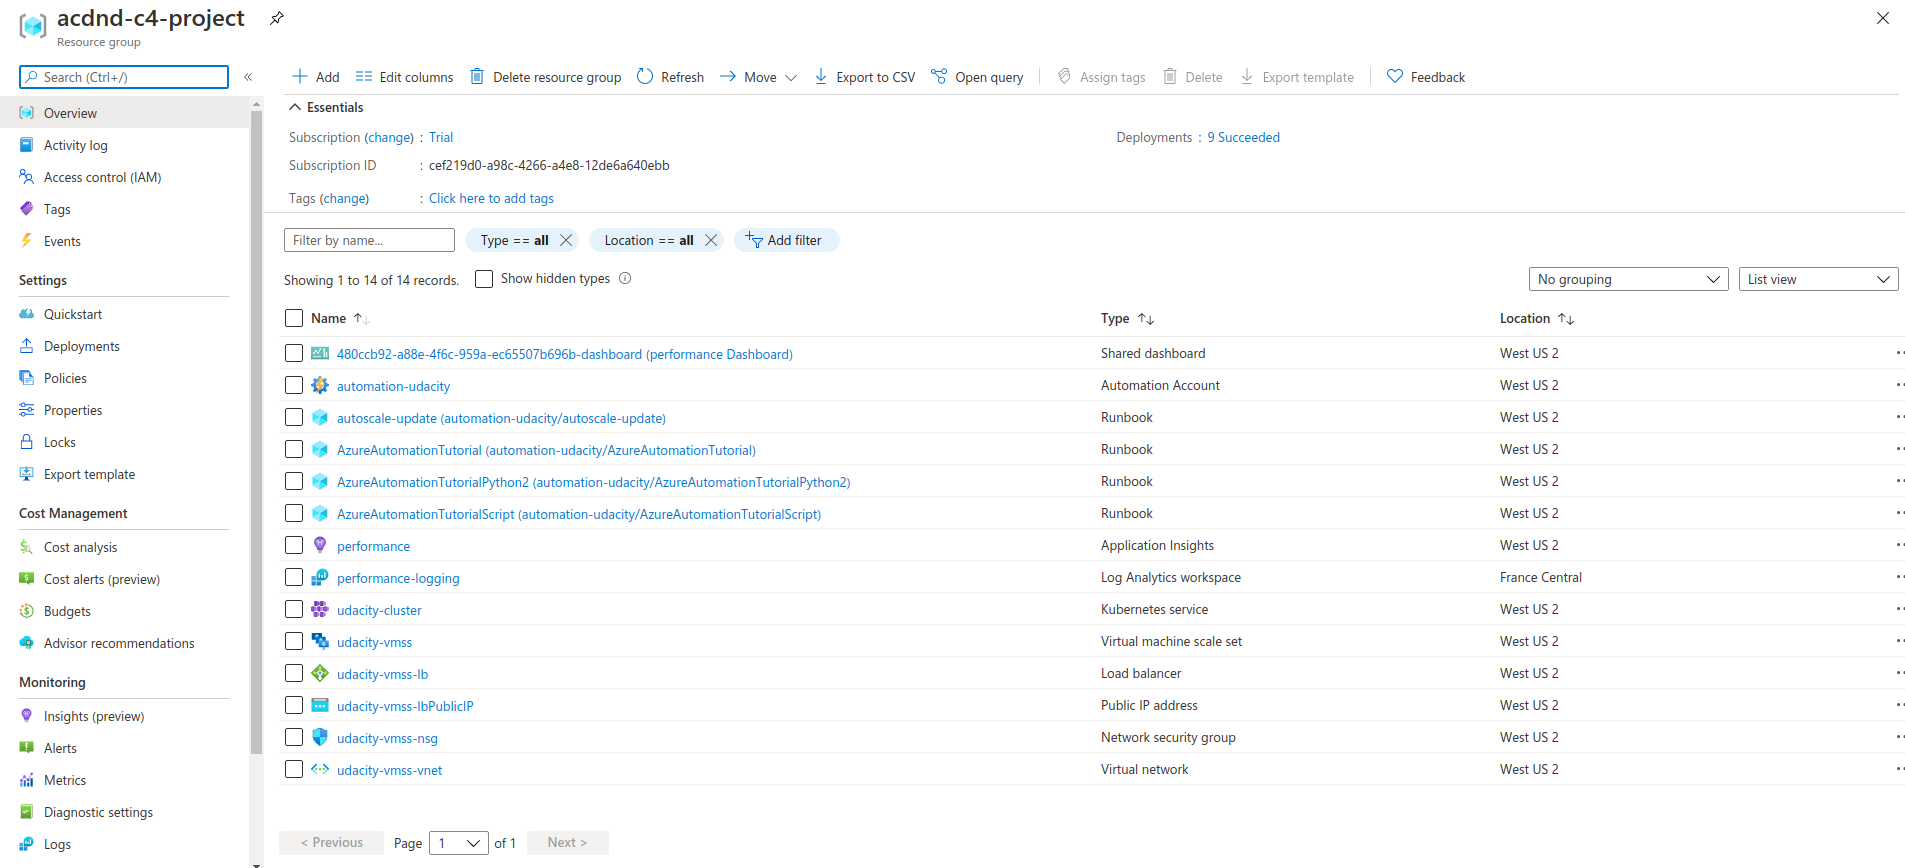 acdnd-c4-project
Resource group
Search (Ctrl+/)
«
Add
Edit columns
Delete resource group
Refresh
Move
Export to CSV
Open query
Assign tags
Delete
Export template
Feedback
Overview
Activity log
Access control (IAM)
Tags
Events
Settings
Quickstart
Deployments
Policies
Properties
Locks
Export template
Cost Management
Cost analysis
Cost alerts (preview)
Budgets
Advisor recommendations
Monitoring
Insights (preview)
Alerts
Metrics
Diagnostic settings
Logs
Essentials
Subscription (change) : Trial
Deployments : 9 Succeeded
Subscription ID : cef219d0-a98c-4266-a4e8-12de6a640ebb
Tags (change) : Click here to add tags
Filter by name...
Type == all
Location == all
Add filter
Showing 1 to 14 of 14 records.
Show hidden types
No grouping
List view
Name Type Location
480ccb92-a88e-4f6c-959a-ec65507b696b-dashboard (performance Dashboard) Shared dashboard West US 2
automation-udacity Automation Account West US 2
autoscale-update (automation-udacity/autoscale-update) Runbook West US 2
AzureAutomationTutorial (automation-udacity/AzureAutomationTutorial) Runbook West US 2
AzureAutomationTutorialPython2 (automation-udacity/AzureAutomationTutorialPython2) Runbook West US 2
AzureAutomationTutorialScript (automation-udacity/AzureAutomationTutorialScript) Runbook West US 2
performance Application Insights West US 2
performance-logging Log Analytics workspace France Central
udacity-cluster Kubernetes service West US 2
udacity-vmss Virtual machine scale set West US 2
udacity-vmss-lb Load balancer West US 2
udacity-vmss-lbPublicIP Public IP address West US 2
udacity-vmss-nsg Network security group West US 2
udacity-vmss-vnet Virtual network West US 2
< Previous Page 1 of 1 Next >